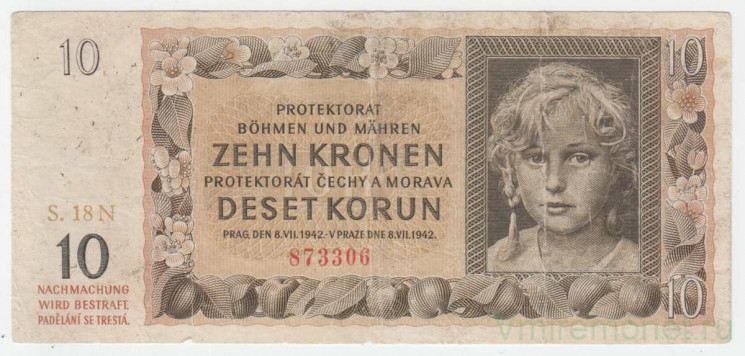 10
10
PROTEKTORAT
BÖHMEN UND MÄHREN
ZEHN KRONEN
PROTEKTORÁT ČECHY A MORAVA
DESET KORUN
PRAG, DEN 8.VII.1942.-V PRAZE DNE 8.VII.1942.
873306
S. 18 N
10
NACHMACHUNG
WIRD BESTRAFT.
PADĚLÁNÍ SE TRESTÁ.
10
vmiremonet.ru